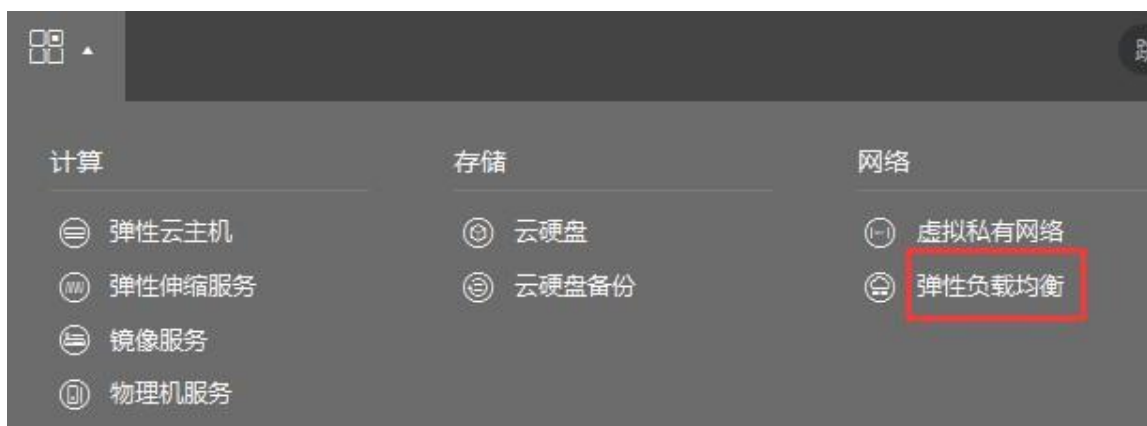 计算
弹性云主机
弹性伸缩服务
镜像服务
物理机服务
存储
云硬盘
云硬盘备份
网络
虚拟私有网络
弹性负载均衡